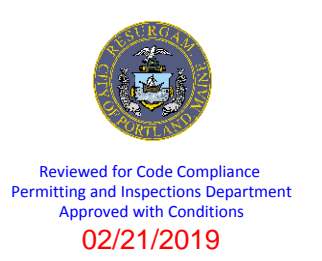 RESURGAM
CITY OF PORTLAND MAINE
Reviewed for Code Compliance
Permitting and Inspections Department
Approved with Conditions
02/21/2019